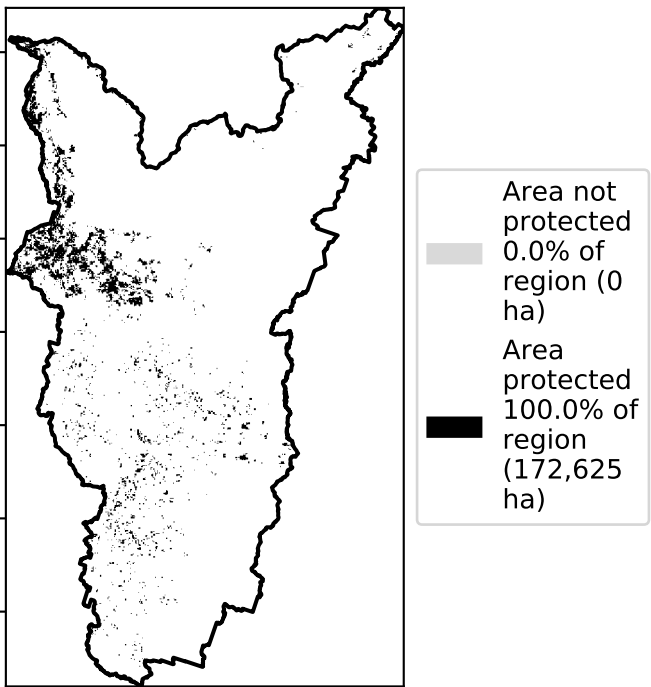 Area not
protected
0.0% of
region (0
ha)
Area
protected
100.0% of
region
(172,625
ha)